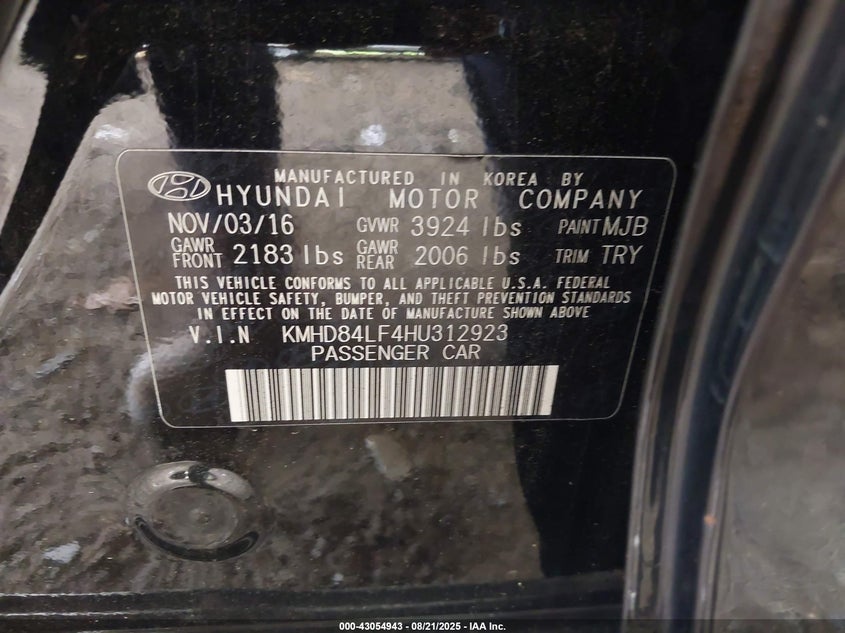 MANUFACTURED IN KOREA BY
HYUNDAI MOTOR COMPANY
NOV/03/16 GVWR 3924 lbs PAINT MJB
GAWR FRONT 2183 lbs GAWR REAR 2006 lbs TRIM TRY
THIS VEHICLE CONFORMS TO ALL APPLICABLE U.S.A. FEDERAL
MOTOR VEHICLE SAFETY, BUMPER, AND THEFT PREVENTION STANDARDS
IN EFFECT ON THE DATE OF MANUFACTURE SHOWN ABOVE
V.I.N KMHD84LF4HU312923
PASSENGER CAR
000-43054943 - 08/21/2025 - IAA Inc.